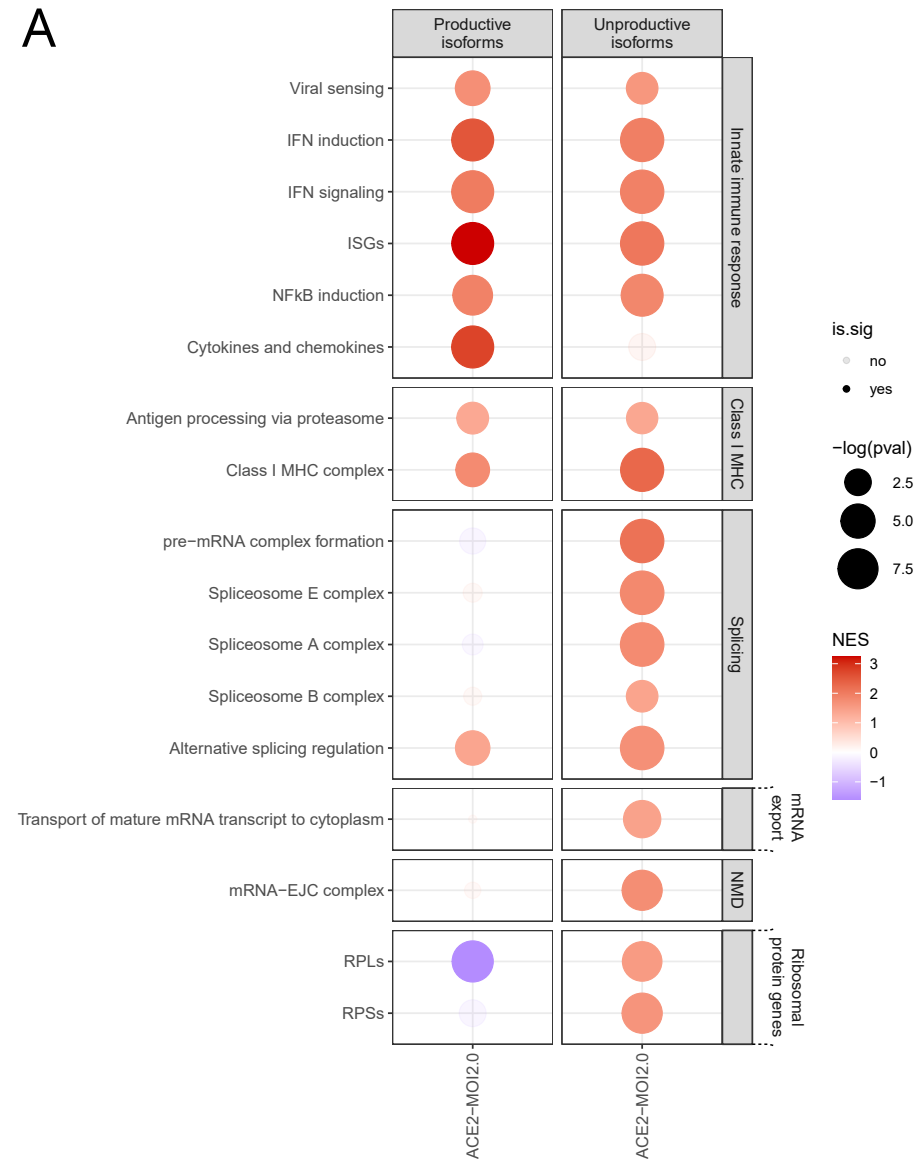 A
Productive
isoforms
Unproductive
isoforms
Viral sensing
IFN induction
IFN signaling
ISGs
NFkB induction
Cytokines and chemokines
Innate immune response
Antigen processing via proteasome
Class I MHC complex
Class I MHC
pre−mRNA complex formation
Spliceosome E complex
Spliceosome A complex
Spliceosome B complex
Alternative splicing regulation
Splicing
Transport of mature mRNA transcript to cytoplasm
mRNA
export
mRNA−EJC complex
NMD
RPLs
RPSs
Ribosomal
protein genes
ACE2−MOI2.0
ACE2−MOI2.0
is.sig
no
yes
−log(pval)
2.5
5.0
7.5
NES
3
2
1
0
−1